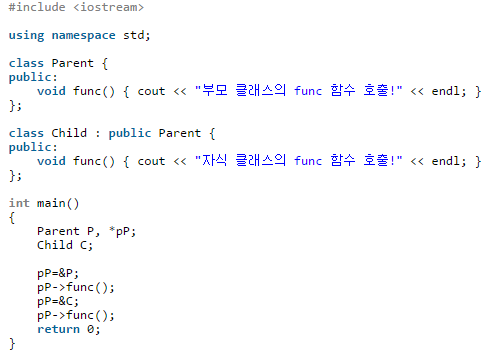 #include <iostream>
using namespace std;
class Parent {
public:
    void func() { cout << "부모 클래스의 func 함수 호출!" << endl; }
};
class Child : public Parent {
public:
    void func() { cout << "자식 클래스의 func 함수 호출!" << endl; }
};
int main()
{
    Parent P, *pP;
    Child C;
    pP=&P;
    pP->func();
    pP=&C;
    pP->func();
    return 0;
}